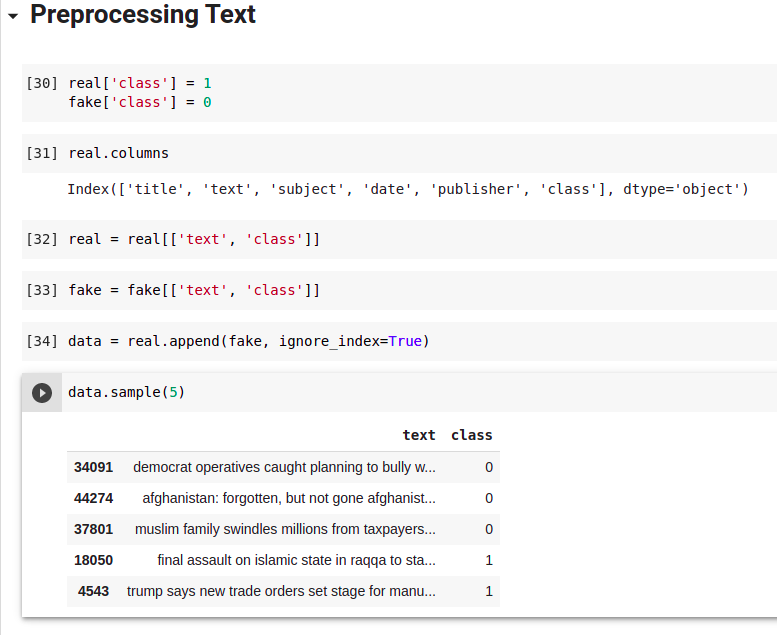 Preprocessing Text
[30] real['class'] = 1
fake['class'] = 0
[31] real.columns
Index(['title', 'text', 'subject', 'date', 'publisher', 'class'], dtype='object')
[32] real = real[['text', 'class']]
[33] fake = fake[['text', 'class']]
[34] data = real.append(fake, ignore_index=True)
data.sample(5)
text class
34091 democrat operatives caught planning to bully w... 0
44274 afghanistan: forgotten, but not gone afghanist... 0
37801 muslim family swindles millions from taxpayers... 0
18050 final assault on islamic state in raqqa to sta... 1
4543 trump says new trade orders set stage for manu... 1